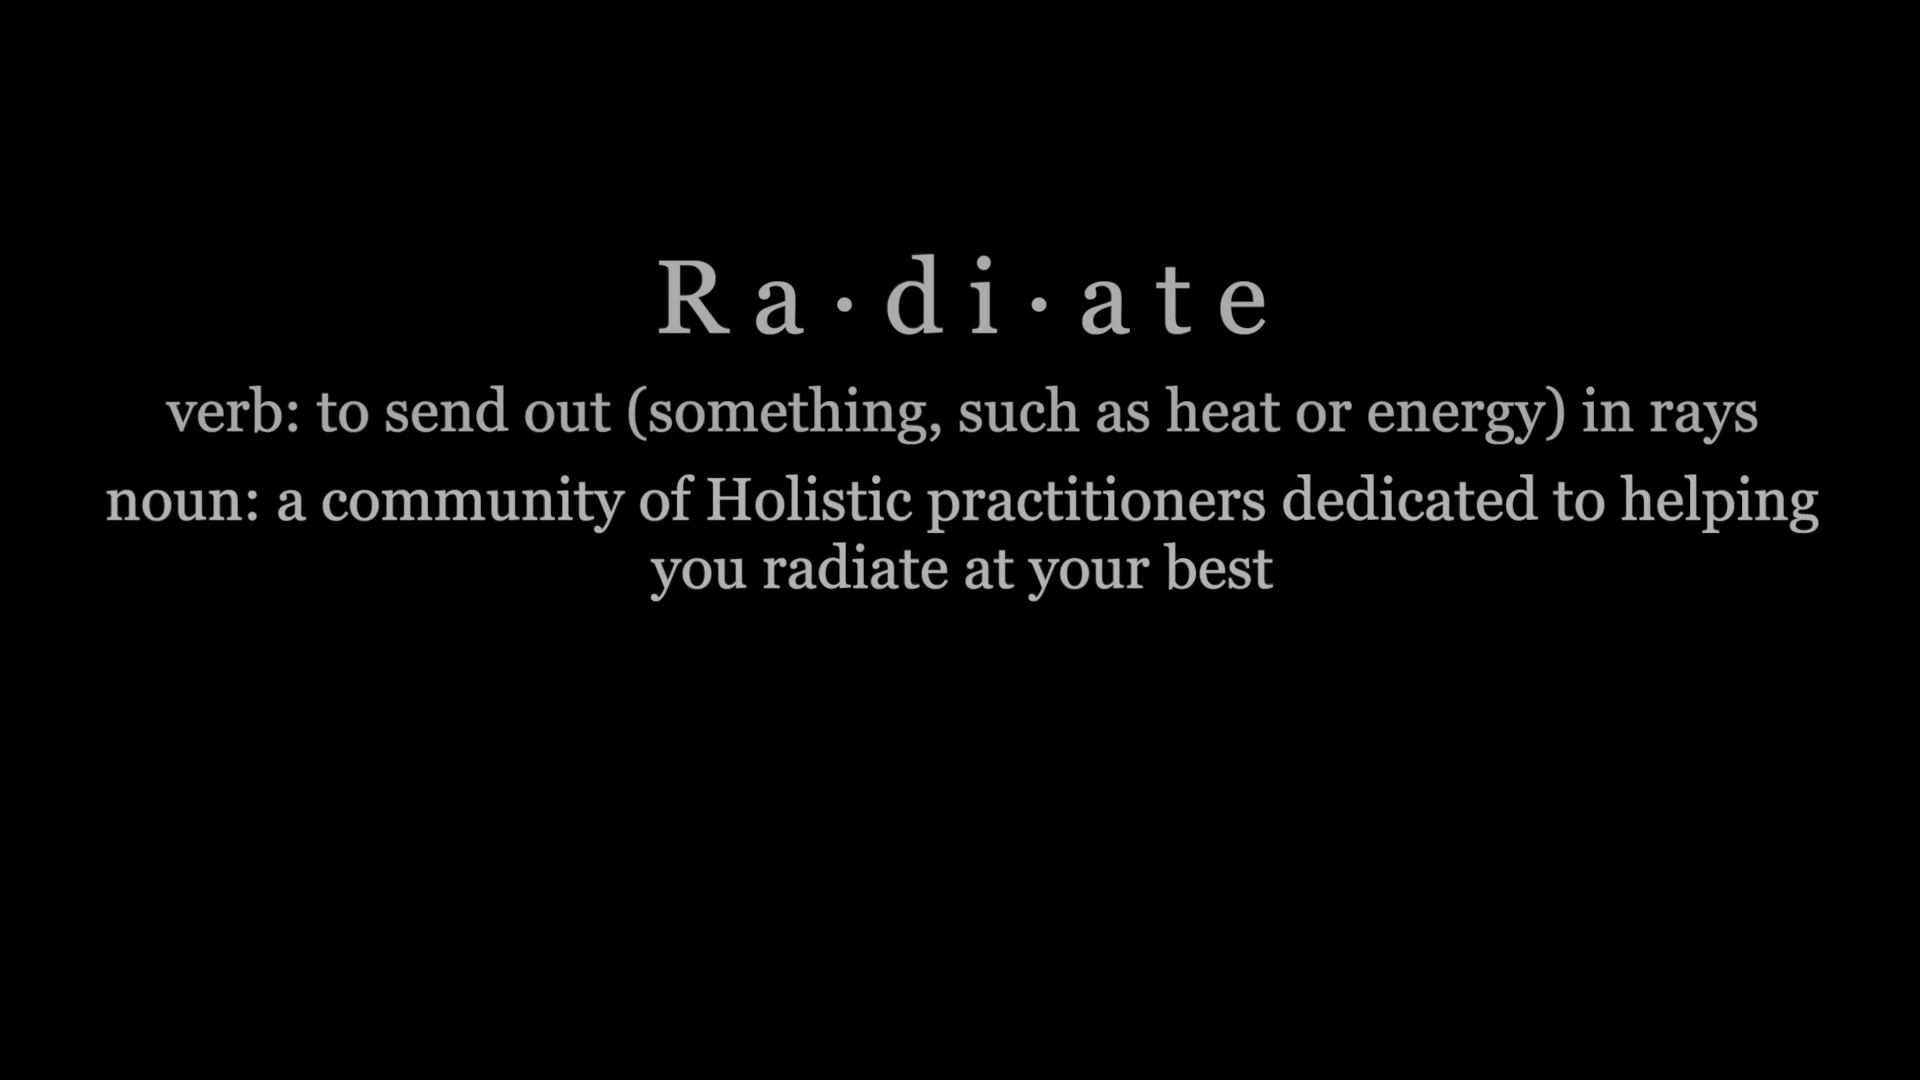 Ra·di·ate
verb: to send out (something, such as heat or energy) in rays
noun: a community of Holistic practitioners dedicated to helping
you radiate at your best